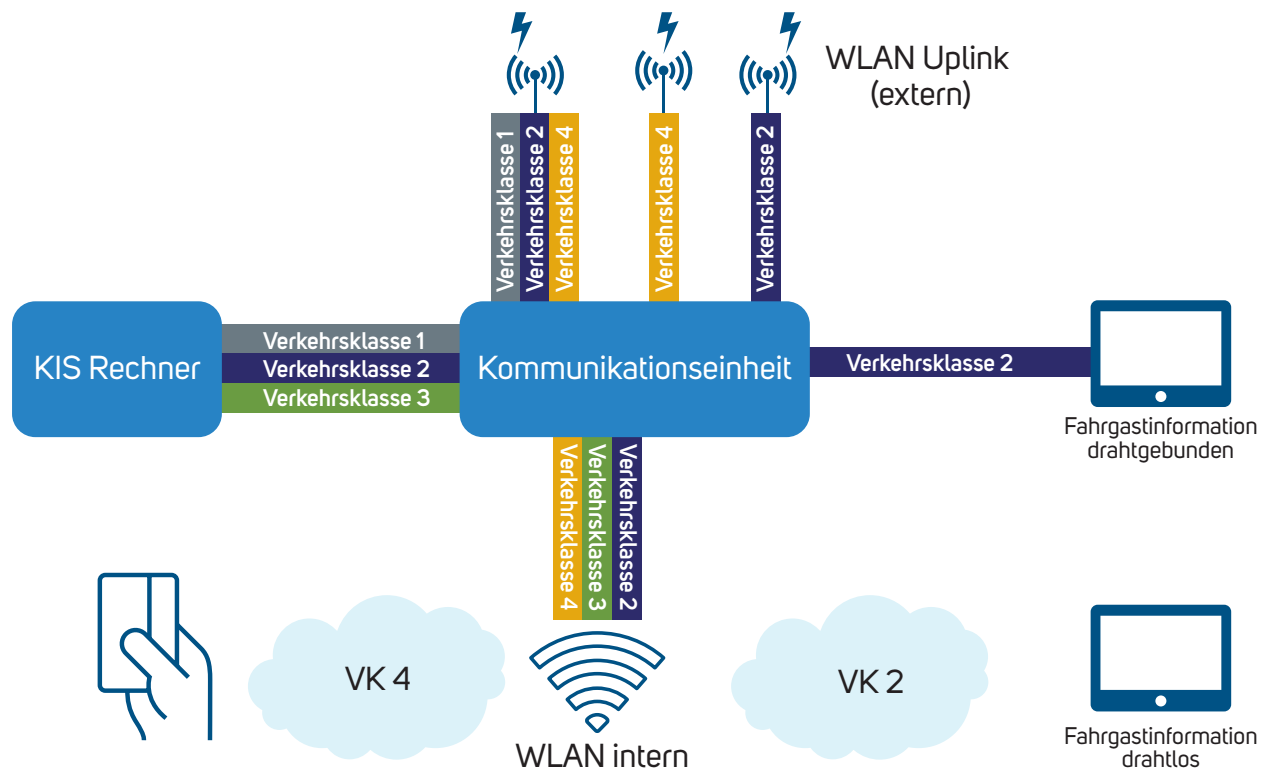 WLAN Uplink
(extern)
Verkehrsklasse 1
Verkehrsklasse 2
Verkehrsklasse 4
Verkehrsklasse 4
Verkehrsklasse 2
KIS Rechner
Verkehrsklasse 1
Verkehrsklasse 2
Verkehrsklasse 3
Kommunikationseinheit
Verkehrsklasse 2
Fahrgastinformation
drahtgebunden
Verkehrsklasse 4
Verkehrsklasse 3
Verkehrsklasse 2
VK 4
VK 2
WLAN intern
Fahrgastinformation
drahtlos